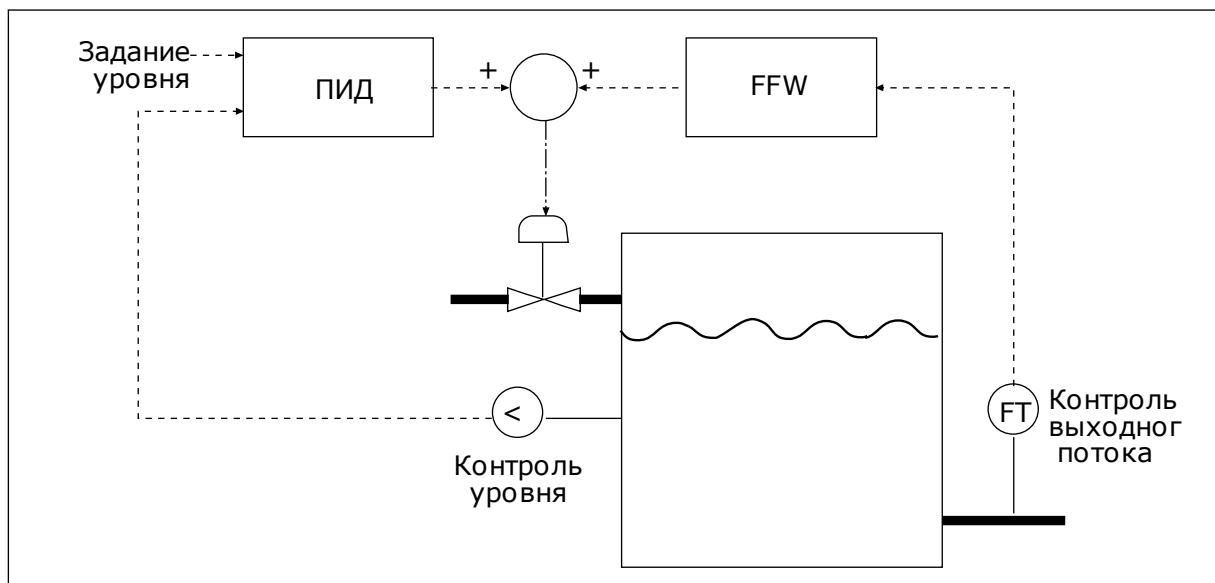 Задание
уровня
ПИД
+
+
FFW
<
FT
Контроль
уровня
Контроль
выходног
потока